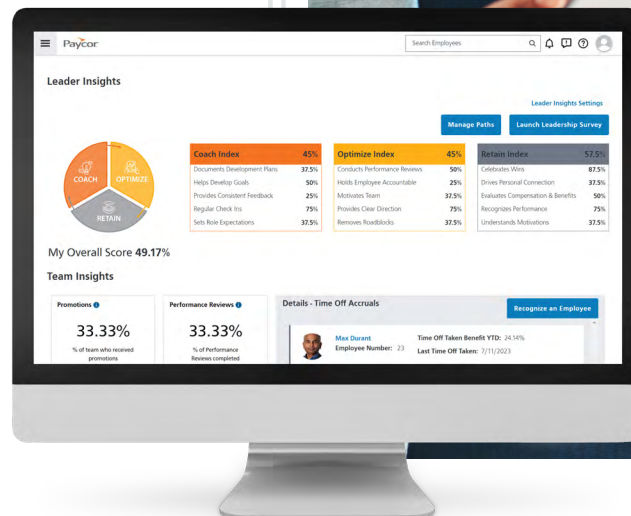 Paycor
Search Employees
Leader Insights
Leader Insights Settings
Manage Paths
Launch Leadership Survey
COACH
OPTIMIZE
RETAIN
Coach Index 45%
Documents Development Plans 37.5%
Helps Develop Goals 50%
Provides Consistent Feedback 25%
Regular Check Ins 75%
Sets Role Expectations 37.5%
Optimize Index 45%
Conducts Performance Reviews 50%
Holds Employee Accountable 25%
Motivates Team 37.5%
Provides Clear Direction 75%
Removes Roadblocks 37.5%
Retain Index 57.5%
Celebrates Wins 87.5%
Drives Personal Connection 37.5%
Evaluates Compensation & Benefits 50%
Recognizes Performance 75%
Understands Motivations 37.5%
My Overall Score 49.17%
Team Insights
Promotions
33.33%
% of team who received
promotions
Performance Reviews
33.33%
% of Performance
Reviews completed
Details - Time Off Accruals
Recognize an Employee
Max Durant
Employee Number: 23
Time Off Taken Benefit YTD: 24.14%
Last Time Off Taken: 7/11/2023